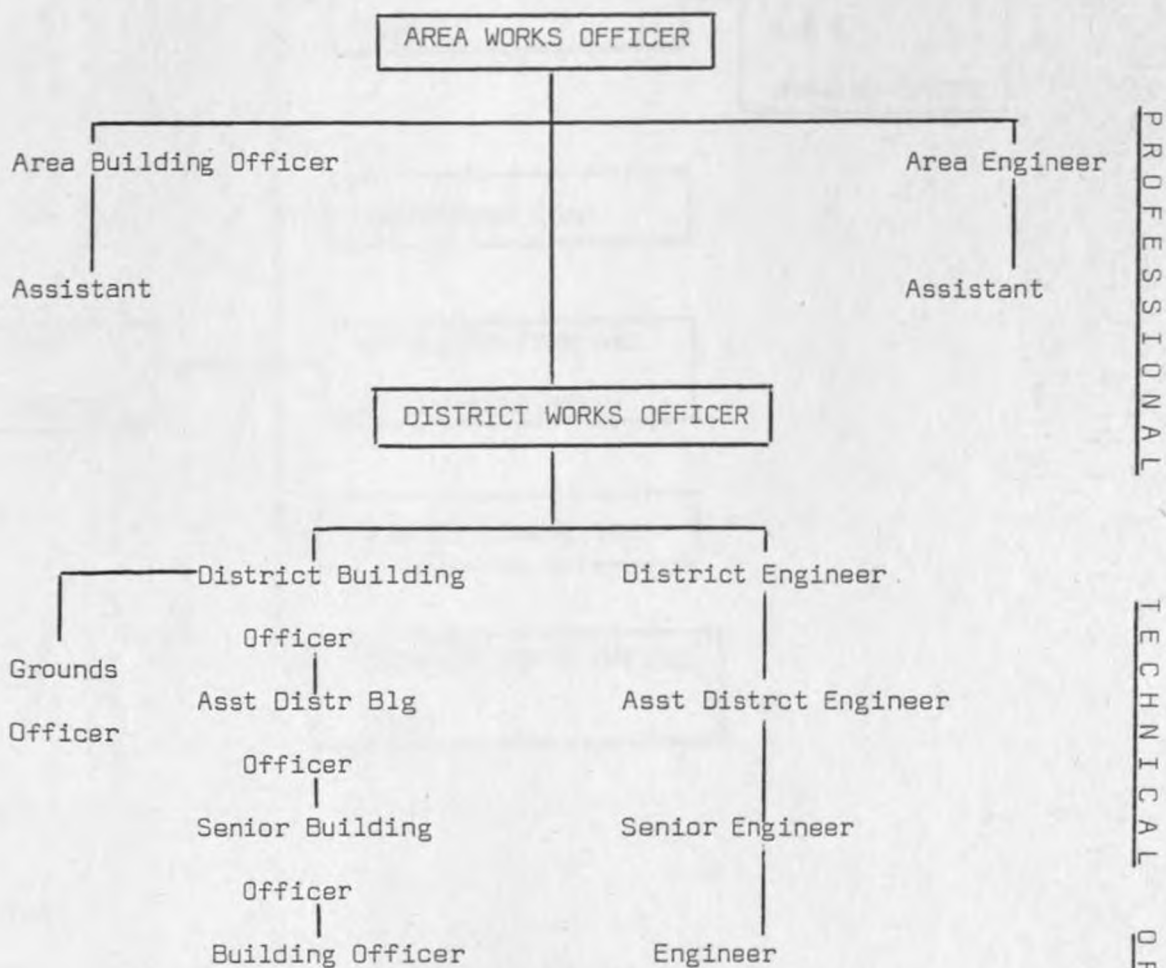 AREA WORKS OFFICER
Area Building Officer
Area Engineer
Assistant
Assistant
DISTRICT WORKS OFFICER
District Building
Officer
District Engineer
Grounds
Officer
Asst Distr Blg
Officer
Asst Distrct Engineer
Senior Building
Officer
Senior Engineer
Building Officer
Engineer
PROFESSIONAL
TECHNICAL